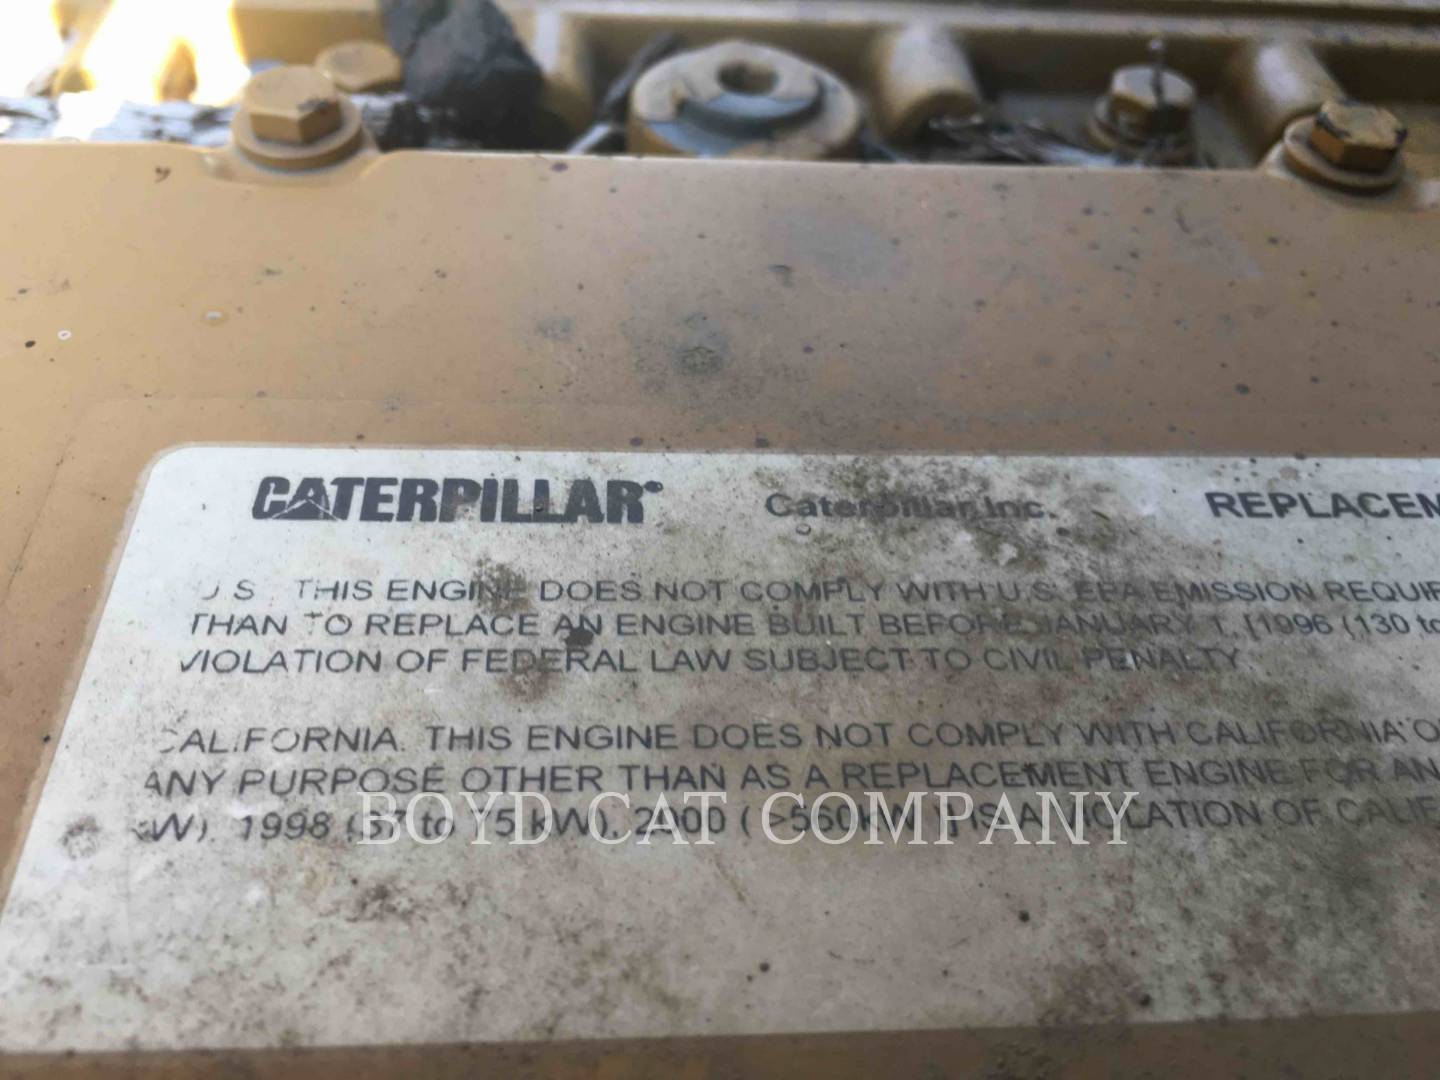 CATERPILLAR® Caterpillar Inc. REPLACEM
U.S. THIS ENGINE DOES NOT COMPLY WITH U.S. EPA EMISSION REQUIR
THAN TO REPLACE AN ENGINE BUILT BEFORE JANUARY 1, [1996 (130 to
VIOLATION OF FEDERAL LAW SUBJECT TO CIVIL PENALTY
CALIFORNIA. THIS ENGINE DOES NOT COMPLY WITH CALIFORNIA O
ANY PURPOSE OTHER THAN AS A REPLACEMENT ENGINE FOR AN
kW), 1998 (37 to 75 kW), 2000 (>560kW)] IS A VIOLATION OF CALIF
BOYD CAT COMPANY